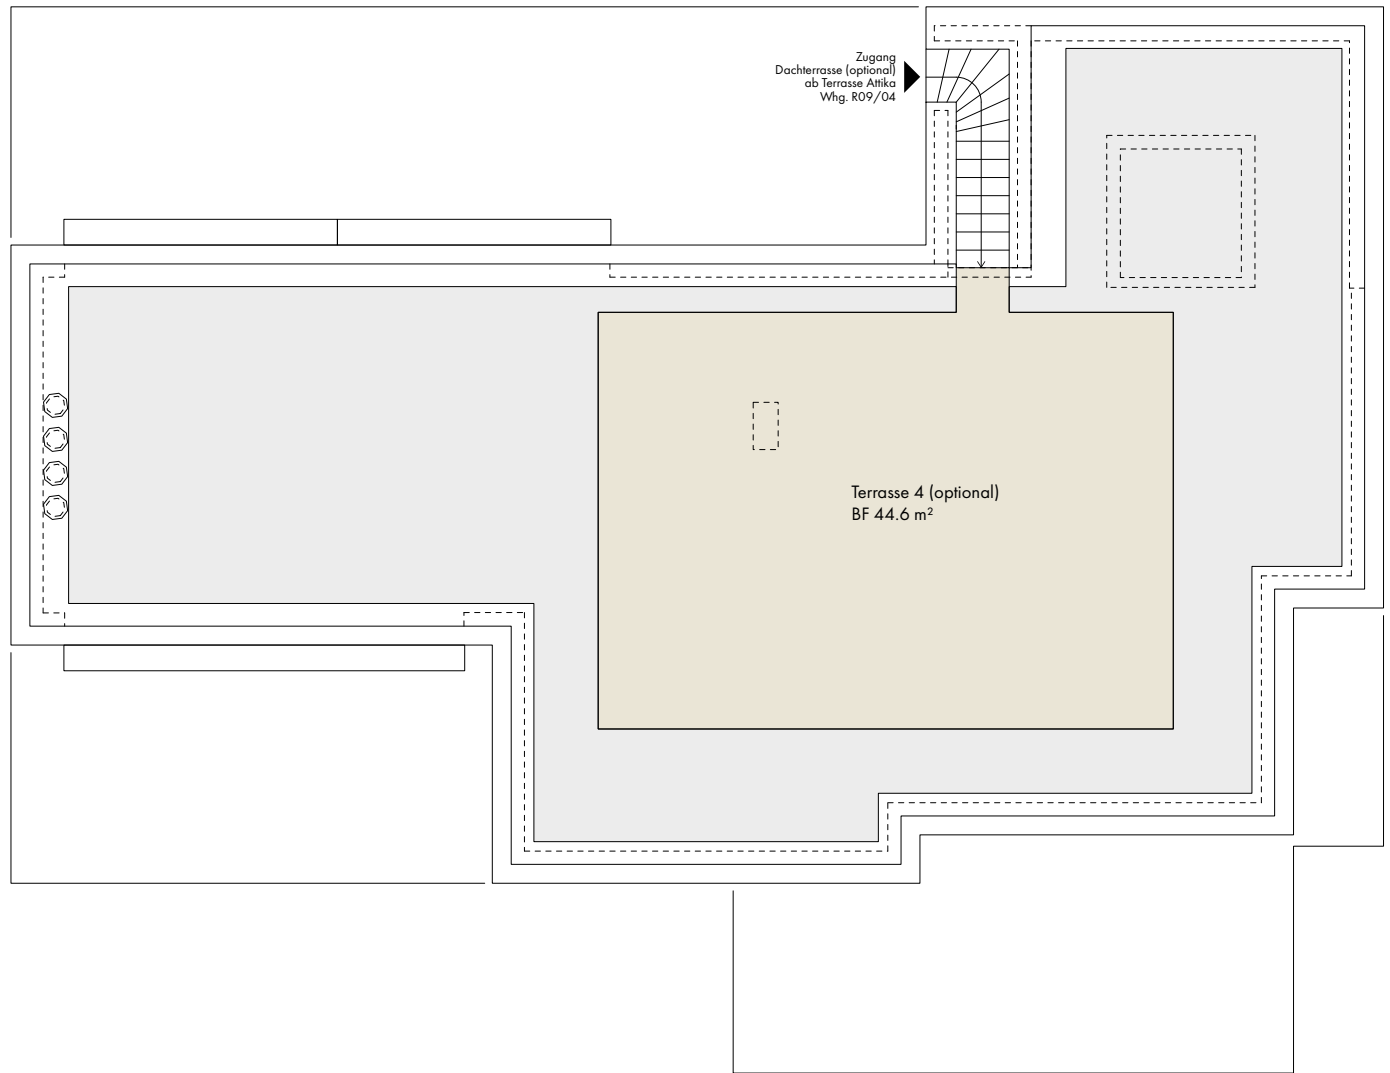 Zugang
Dachterrasse (optional)
ab Terrasse Attika
Whg. R09/04
Terrasse 4 (optional)
BF 44.6 m²